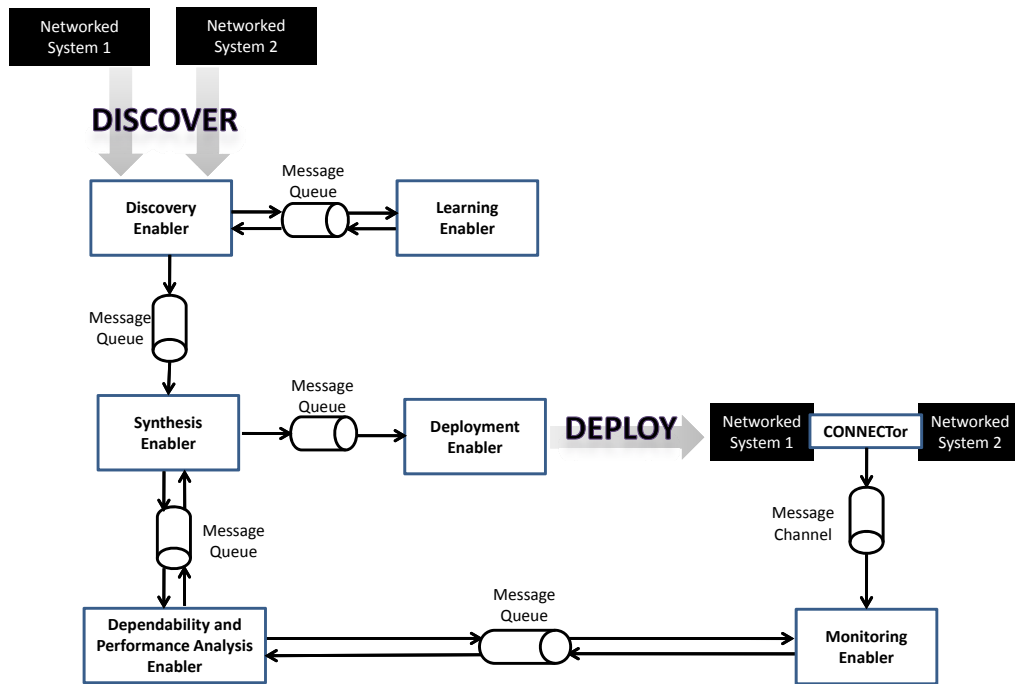 Networked
System 1
Networked
System 2
DISCOVER
Discovery
Enabler
Message
Queue
Learning
Enabler
Message
Queue
Synthesis
Enabler
Message
Queue
Deployment
Enabler
DEPLOY
Networked
System 1
CONNECTor
Networked
System 2
Message
Channel
Message
Queue
Dependability and
Performance Analysis
Enabler
Message
Queue
Monitoring
Enabler